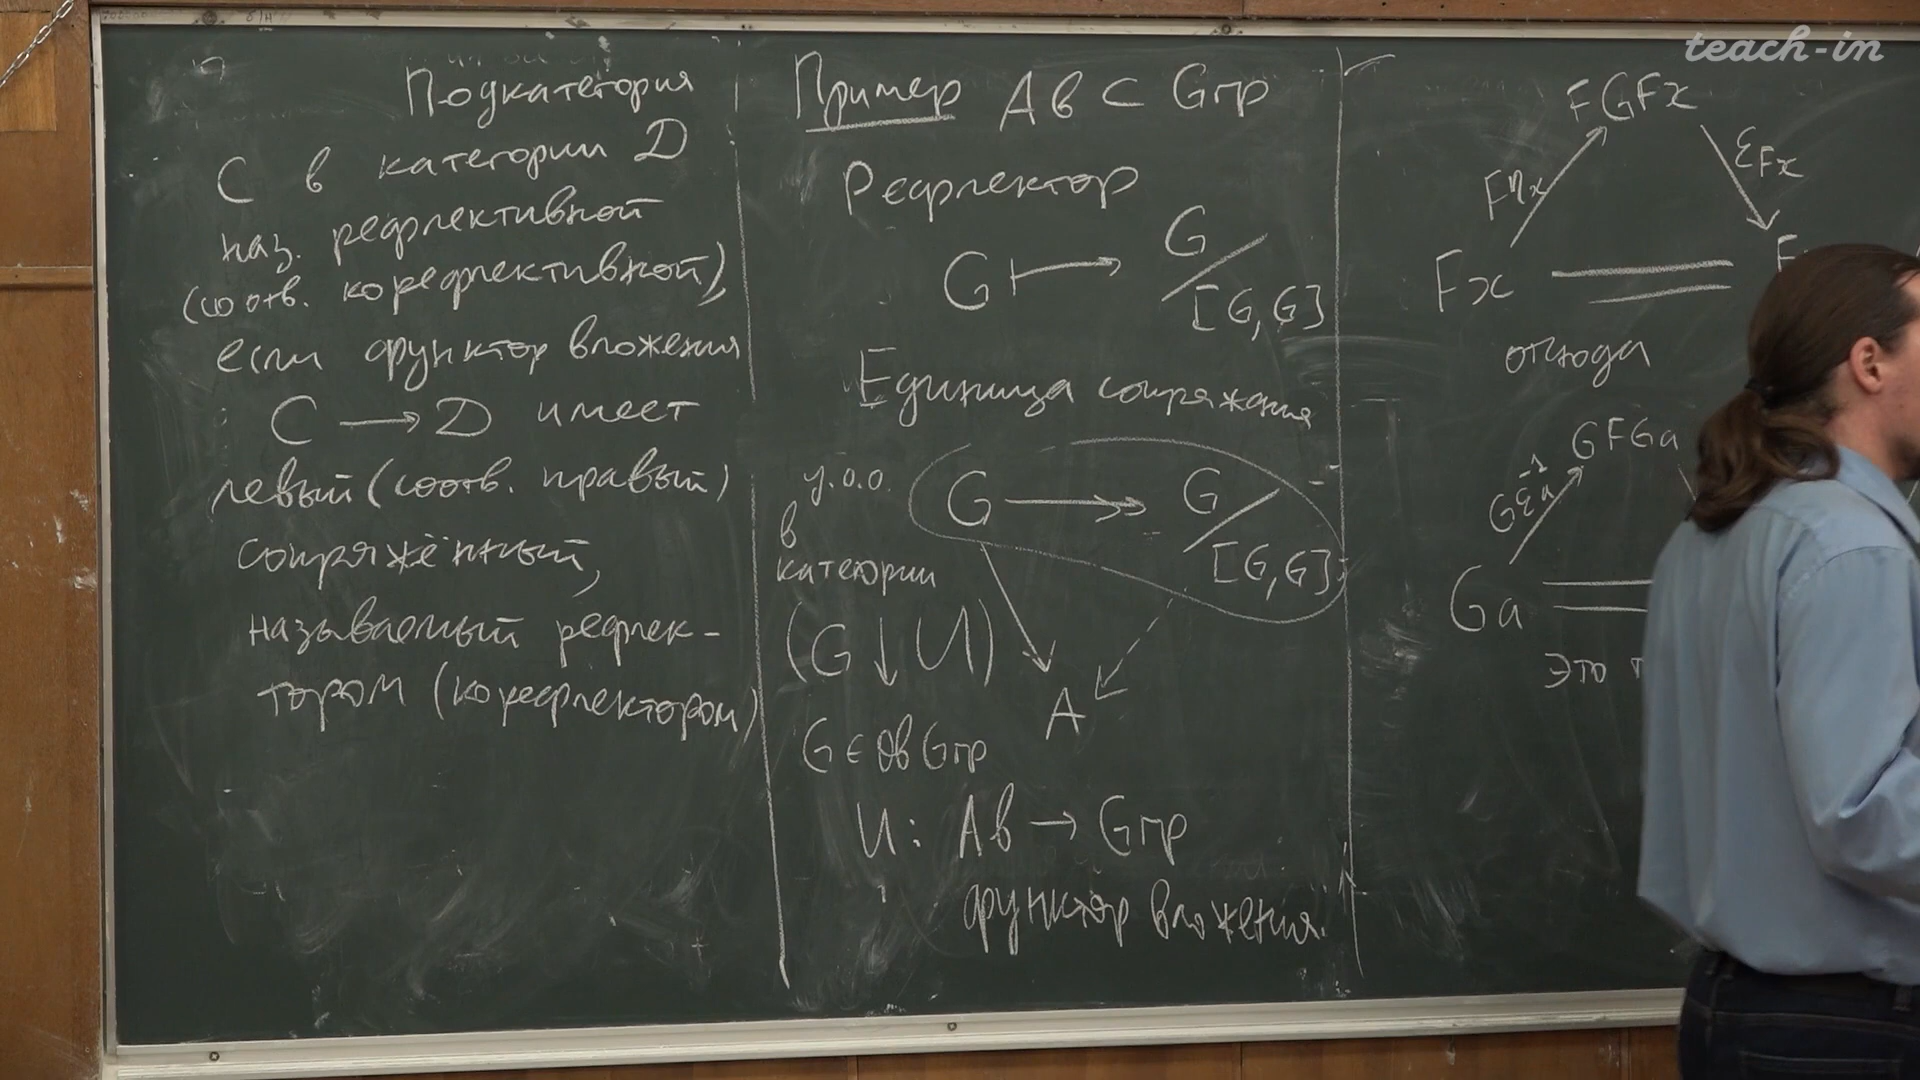 Подкатегория
C в категории D
наз. рефлективной
(соотв. корефлективной),
если функтор вложения
C → D имеет
левый (соотв. правый)
сопряжённый,
называемый рефлек-
тором (корефлектором)
Пример Ab ⊂ Grp
Рефлектор
G ↦ G/[G,G]
Единица сопряжения
у.о.о.
в
категории
(G↓U)
G ↠ G/[G,G]
A
G ∈ Ob Grp
U: Ab → Grp
функтор вложения.
teach-in
FGFx
Fηx
εFx
Fx
отсюда
GFGa
Gεa⁻¹
Ga
это